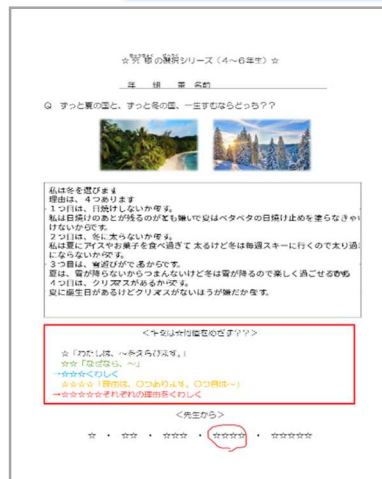 ☆究極の選択シリーズ（4～6年生）☆
年 組 番 名前
Q ずっと夏の国と、ずっと冬の国、一生すむならどっち？？
私は冬を選びます
理由は、４つあります
１つ目は、日焼けしないからです。
私は日焼けのあとが残るのがとても嫌いで夏はベタベタの日焼け止めを塗らなきゃい
けないからです。
２つ目は、冬に太らないからです。
私は夏にアイスやお菓子を食べ過ぎて太るけど冬は毎週スキーに行くので太り過
にならないからです。
３つ目は、雪遊びができるからです。
夏は、雪が降らないからつまんないけど冬は雪が降るので楽しく過ごせるから
４つ目は、クリスマスがあるからです。
夏に誕生日があるけどクリスマスがないほうが嫌だからです。
＜キミは☆何個をめざす？？＞
☆「わたしは、～をえらびます。」
☆☆「なぜなら、～」
→☆☆☆くわしく
☆☆☆☆「理由は、○つあります。○つ目は～」
→☆☆☆☆☆それぞれの理由をくわしく
＜先生から＞
☆ ・ ☆☆ ・ ☆☆☆ ・ ☆☆☆☆ ・ ☆☆☆☆☆